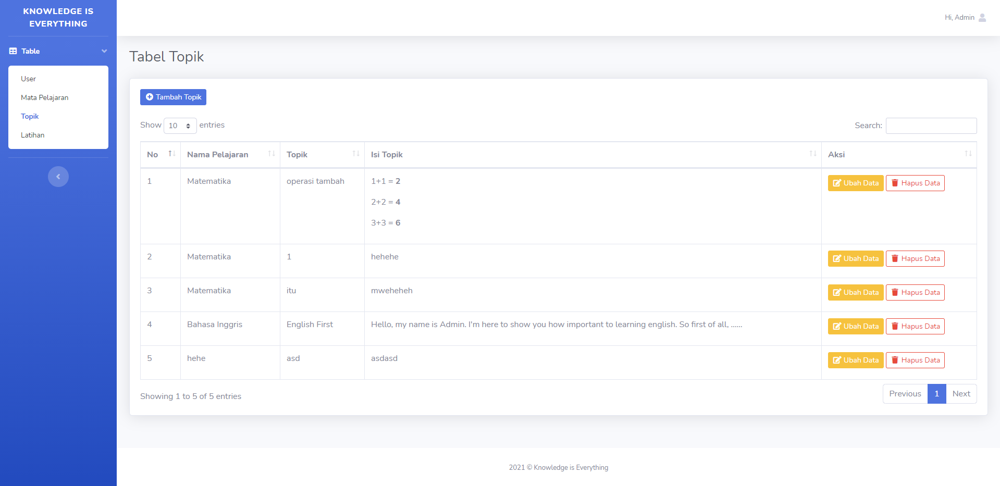 KNOWLEDGE IS
EVERYTHING
Hi, Admin
Table
User
Mata Pelajaran
Topik
Latihan
Tabel Topik
Tambah Topik
Show 10 entries
Search:
No Nama Pelajaran Topik Isi Topik Aksi
1 Matematika operasi tambah 1+1 = 2 Ubah Data Hapus Data
2+2 = 4
3+3 = 6
2 Matematika 1 hehehe Ubah Data Hapus Data
3 Matematika itu mweheheh Ubah Data Hapus Data
4 Bahasa Inggris English First Hello, my name is Admin. I'm here to show you how important to learning english. So first of all, ...... Ubah Data Hapus Data
5 hehe asd asdasd Ubah Data Hapus Data
Showing 1 to 5 of 5 entries
Previous 1 Next
2021 © Knowledge is Everything